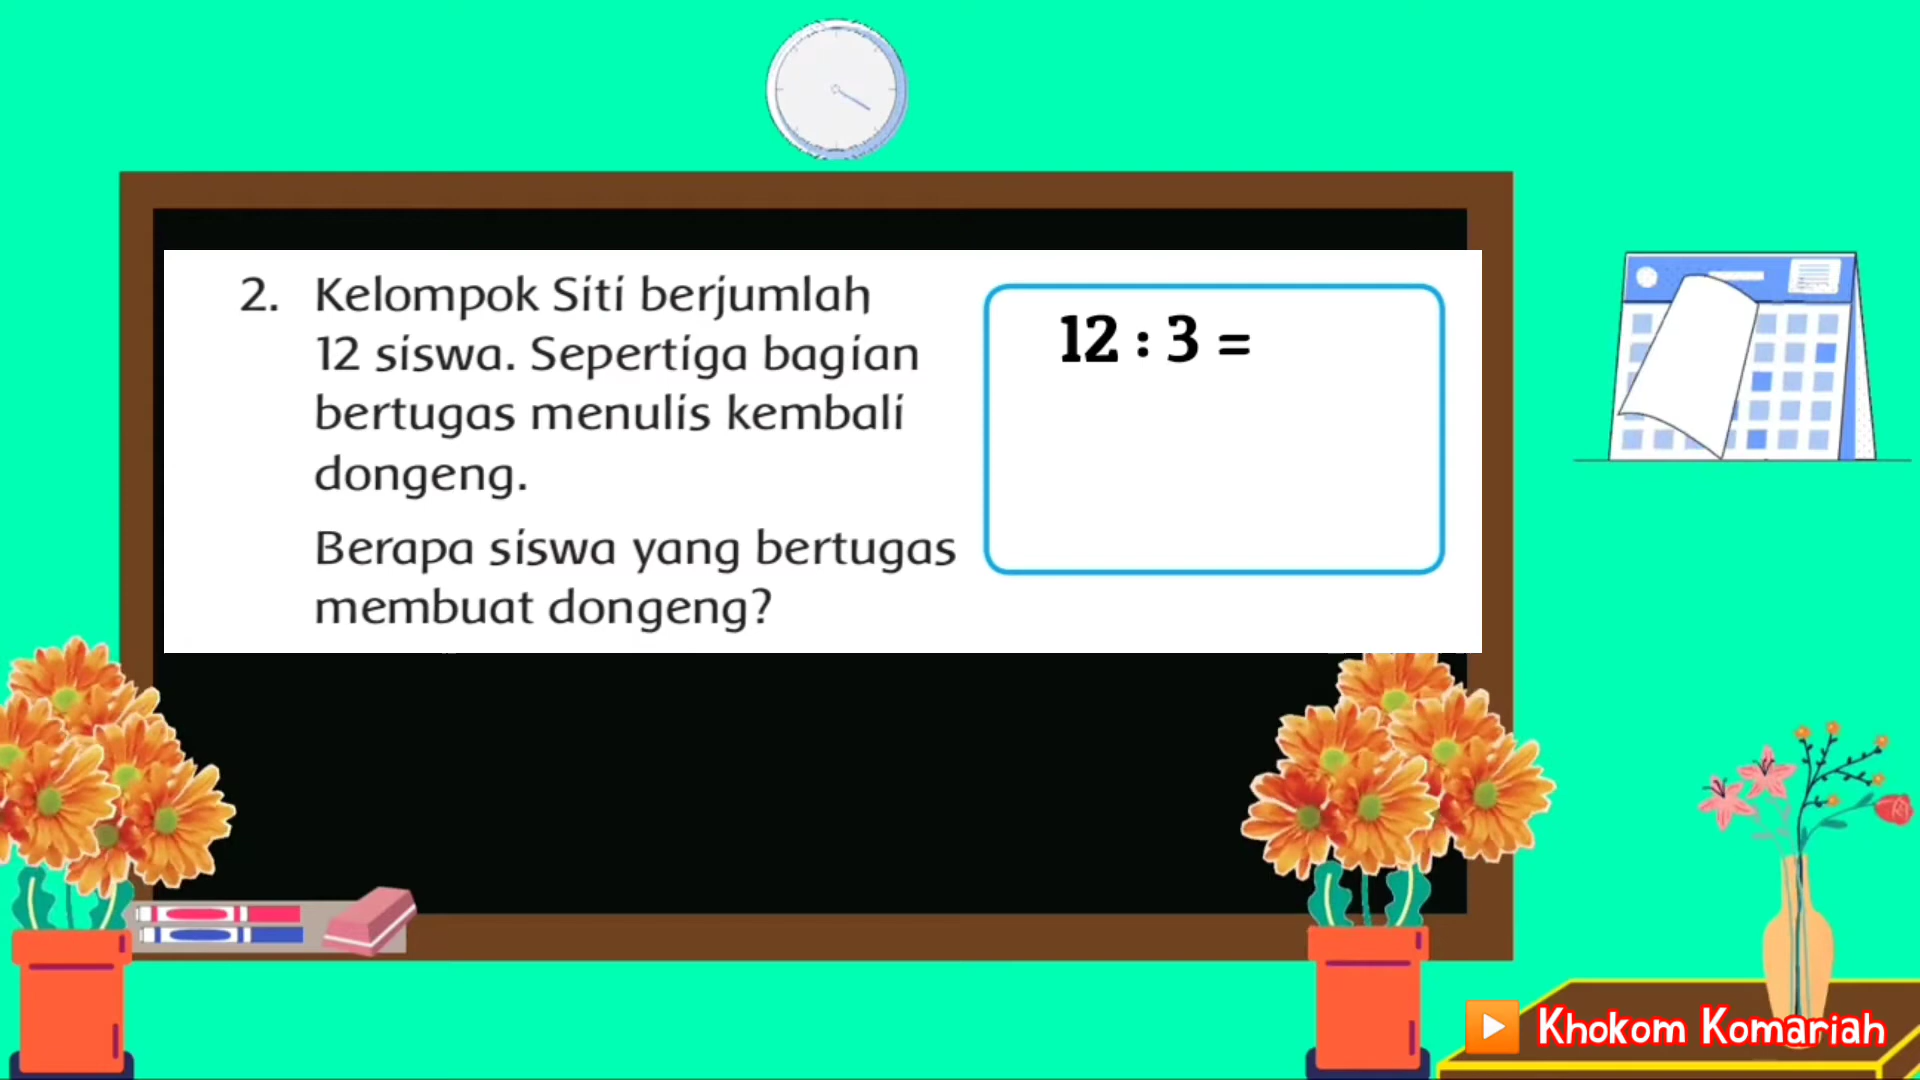 2. Kelompok Siti berjumlah
12 siswa. Sepertiga bagian
bertugas menulis kembali
dongeng.
Berapa siswa yang bertugas
membuat dongeng?
12 : 3 =
Khokom Komariah